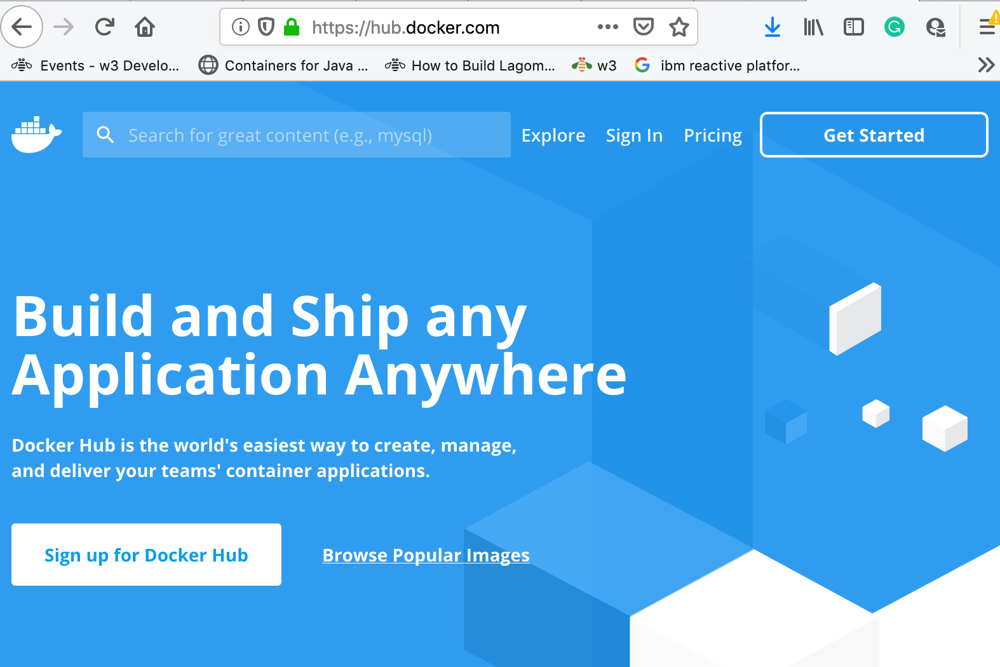 https://hub.docker.com
Events - w3 Develo...
Containers for Java ...
How to Build Lagom...
w3
ibm reactive platfor...
Search for great content (e.g., mysql)
Explore
Sign In
Pricing
Get Started
Build and Ship any
Application Anywhere
Docker Hub is the world's easiest way to create, manage,
and deliver your teams' container applications.
Sign up for Docker Hub
Browse Popular Images